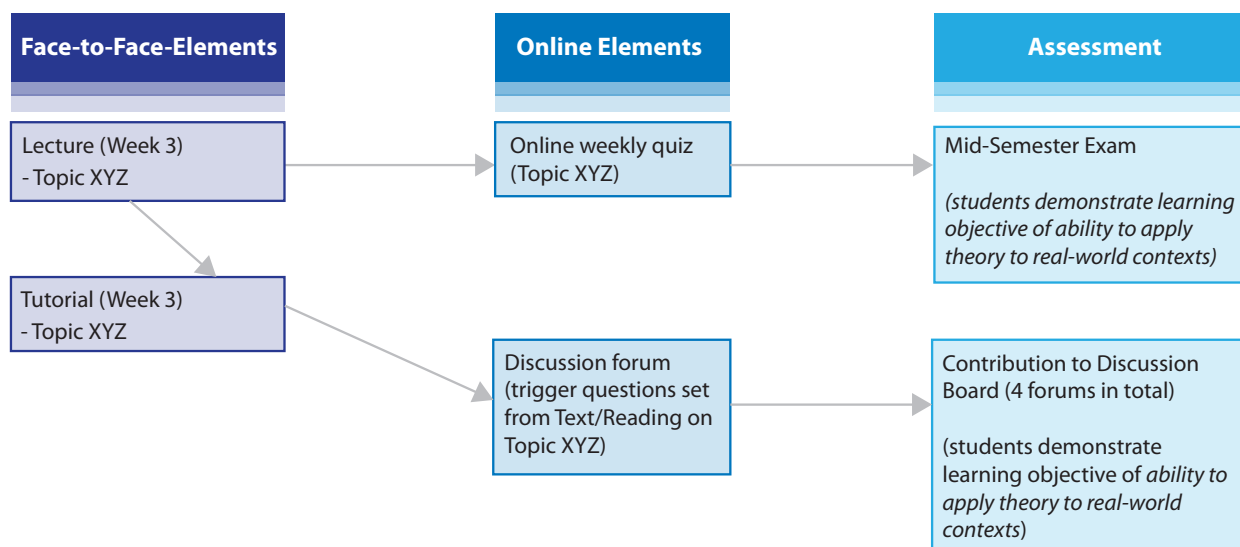 Face-to-Face-Elements
Online Elements
Assessment
Lecture (Week 3)
- Topic XYZ
Online weekly quiz
(Topic XYZ)
Mid-Semester Exam
(students demonstrate learning
objective of ability to apply
theory to real-world contexts)
Tutorial (Week 3)
- Topic XYZ
Discussion forum
(trigger questions set
from Text/Reading on
Topic XYZ)
Contribution to Discussion
Board (4 forums in total)
(students demonstrate
learning objective of ability to
apply theory to real-world
contexts)